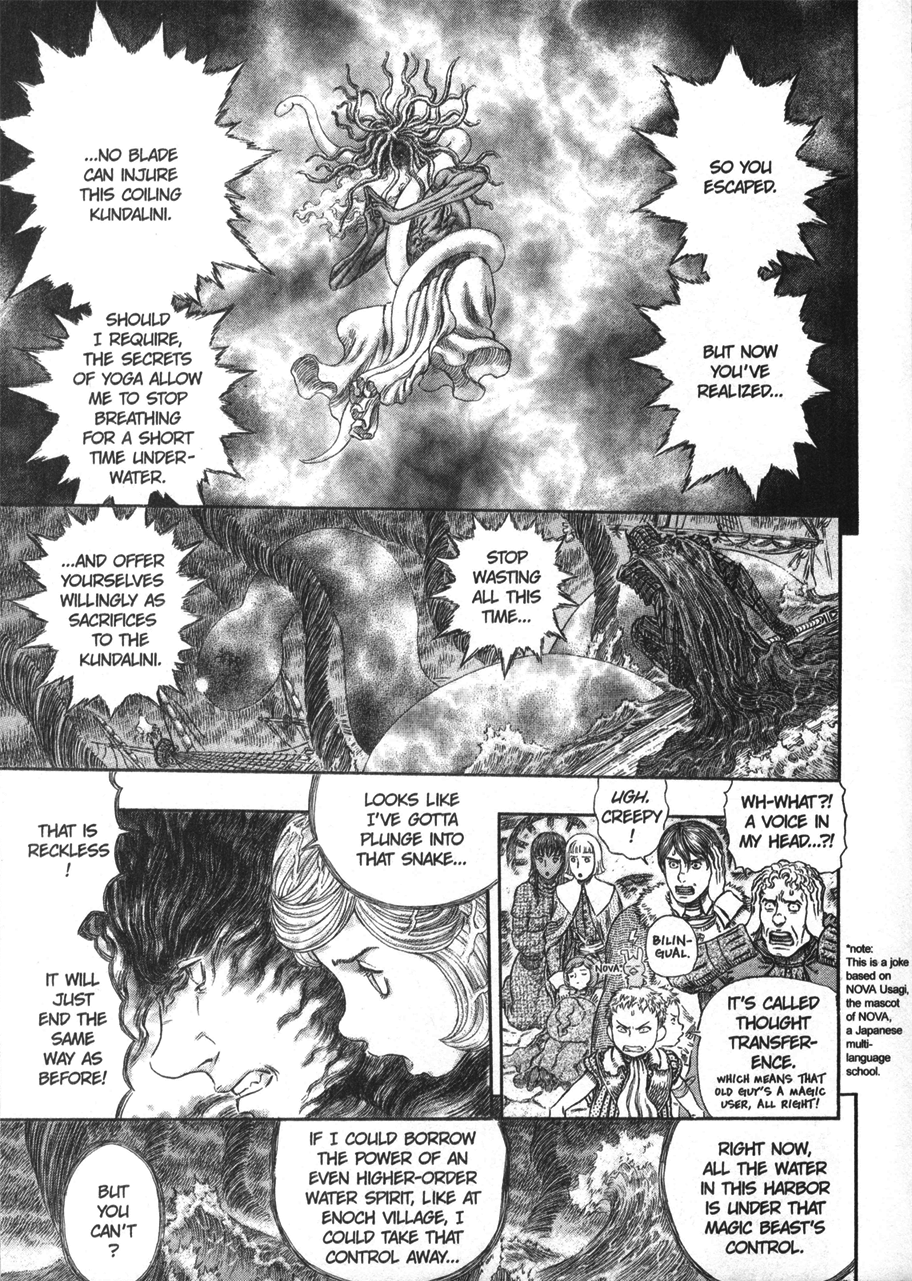 SO YOU
ESCAPED.
BUT NOW
YOU'VE
REALIZED...
...NO BLADE
CAN INJURE
THIS COILING
KUNDALINI.
SHOULD
I REQUIRE,
THE SECRETS
OF YOGA ALLOW
ME TO STOP
BREATHING
FOR A SHORT
TIME UNDER-
WATER.
STOP
WASTING
ALL THIS
TIME...
...AND OFFER
YOURSELVES
WILLINGLY AS
SACRIFICES
TO THE
KUNDALINI.
WH-WHAT?!
A VOICE IN
MY HEAD...?!
UGH.
CREEPY
!
BILIN-
GUAL.
NOVA*
IT'S CALLED
THOUGHT
TRANSFER-
ENCE.
WHICH MEANS THAT
OLD GUY"S A MAGIC
USER, ALL RIGHT!
*note:
This is a joke
based on
NOVA Usagi,
the mascot
of NOVA,
a Japanese
multi-
language
school.
LOOKS LIKE
I'VE GOTTA
PLUNGE INTO
THAT SNAKE...
THAT IS
RECKLESS
!
IT WILL
JUST
END THE
SAME
WAY AS
BEFORE!
RIGHT NOW,
ALL THE WATER
IN THIS HARBOR
IS UNDER THAT
MAGIC BEAST'S
CONTROL.
IF I COULD BORROW
THE POWER OF AN
EVEN HIGHER-ORDER
WATER SPIRIT, LIKE AT
ENOCH VILLAGE, I
COULD TAKE THAT
CONTROL AWAY...
BUT
YOU
CAN'T
?